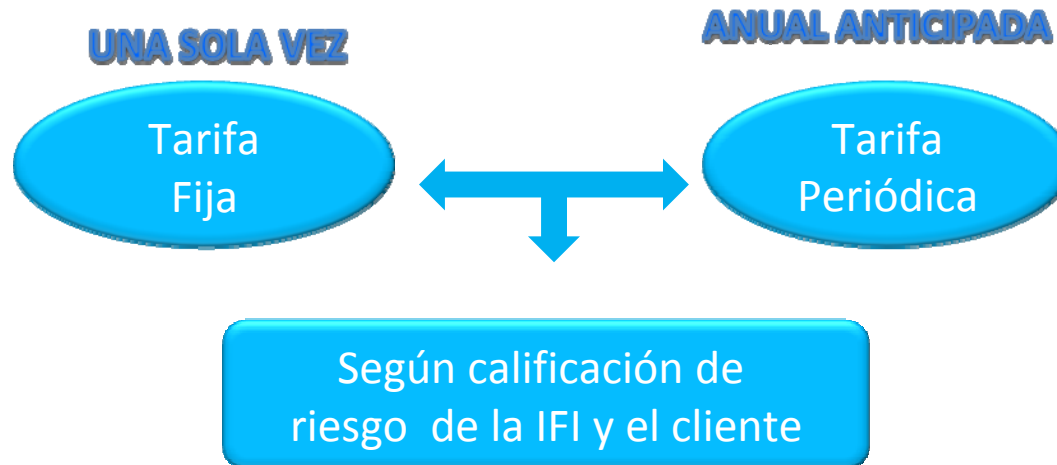 UNA SOLA VEZ
ANUAL ANTICIPADA
Tarifa
Fija
Tarifa
Periódica
Según calificación de
riesgo de la IFI y el cliente